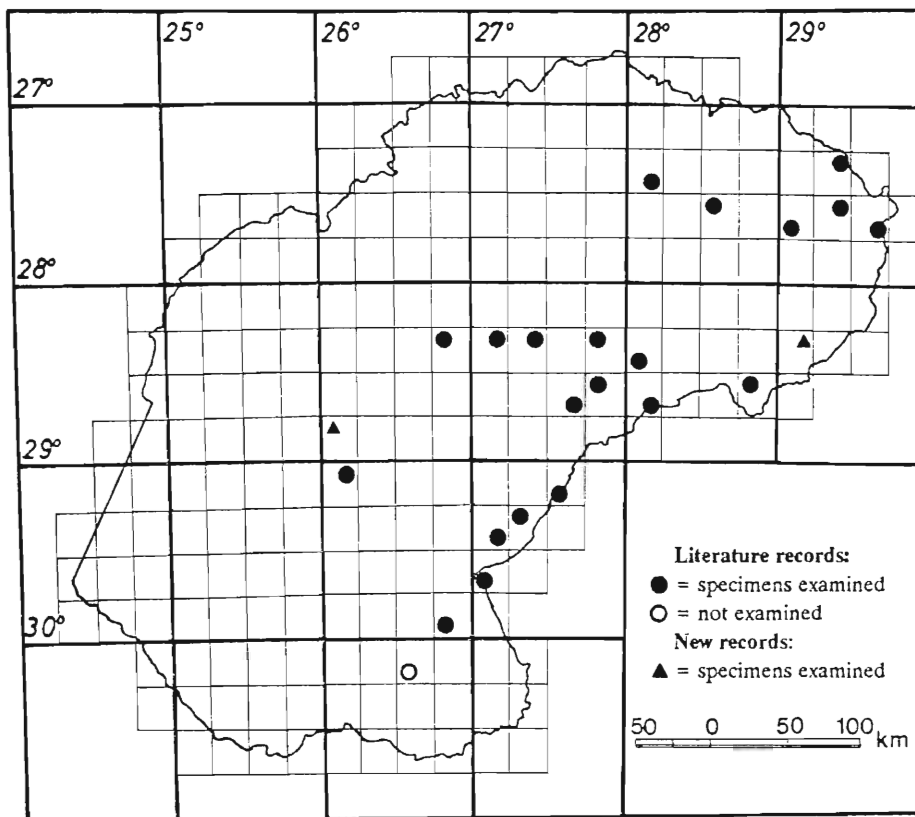 25° 26° 27° 28° 29°
27°
28°
29°
30°
Literature records:
= specimens examined
= not examined
New records:
= specimens examined
50 0 50 100 km